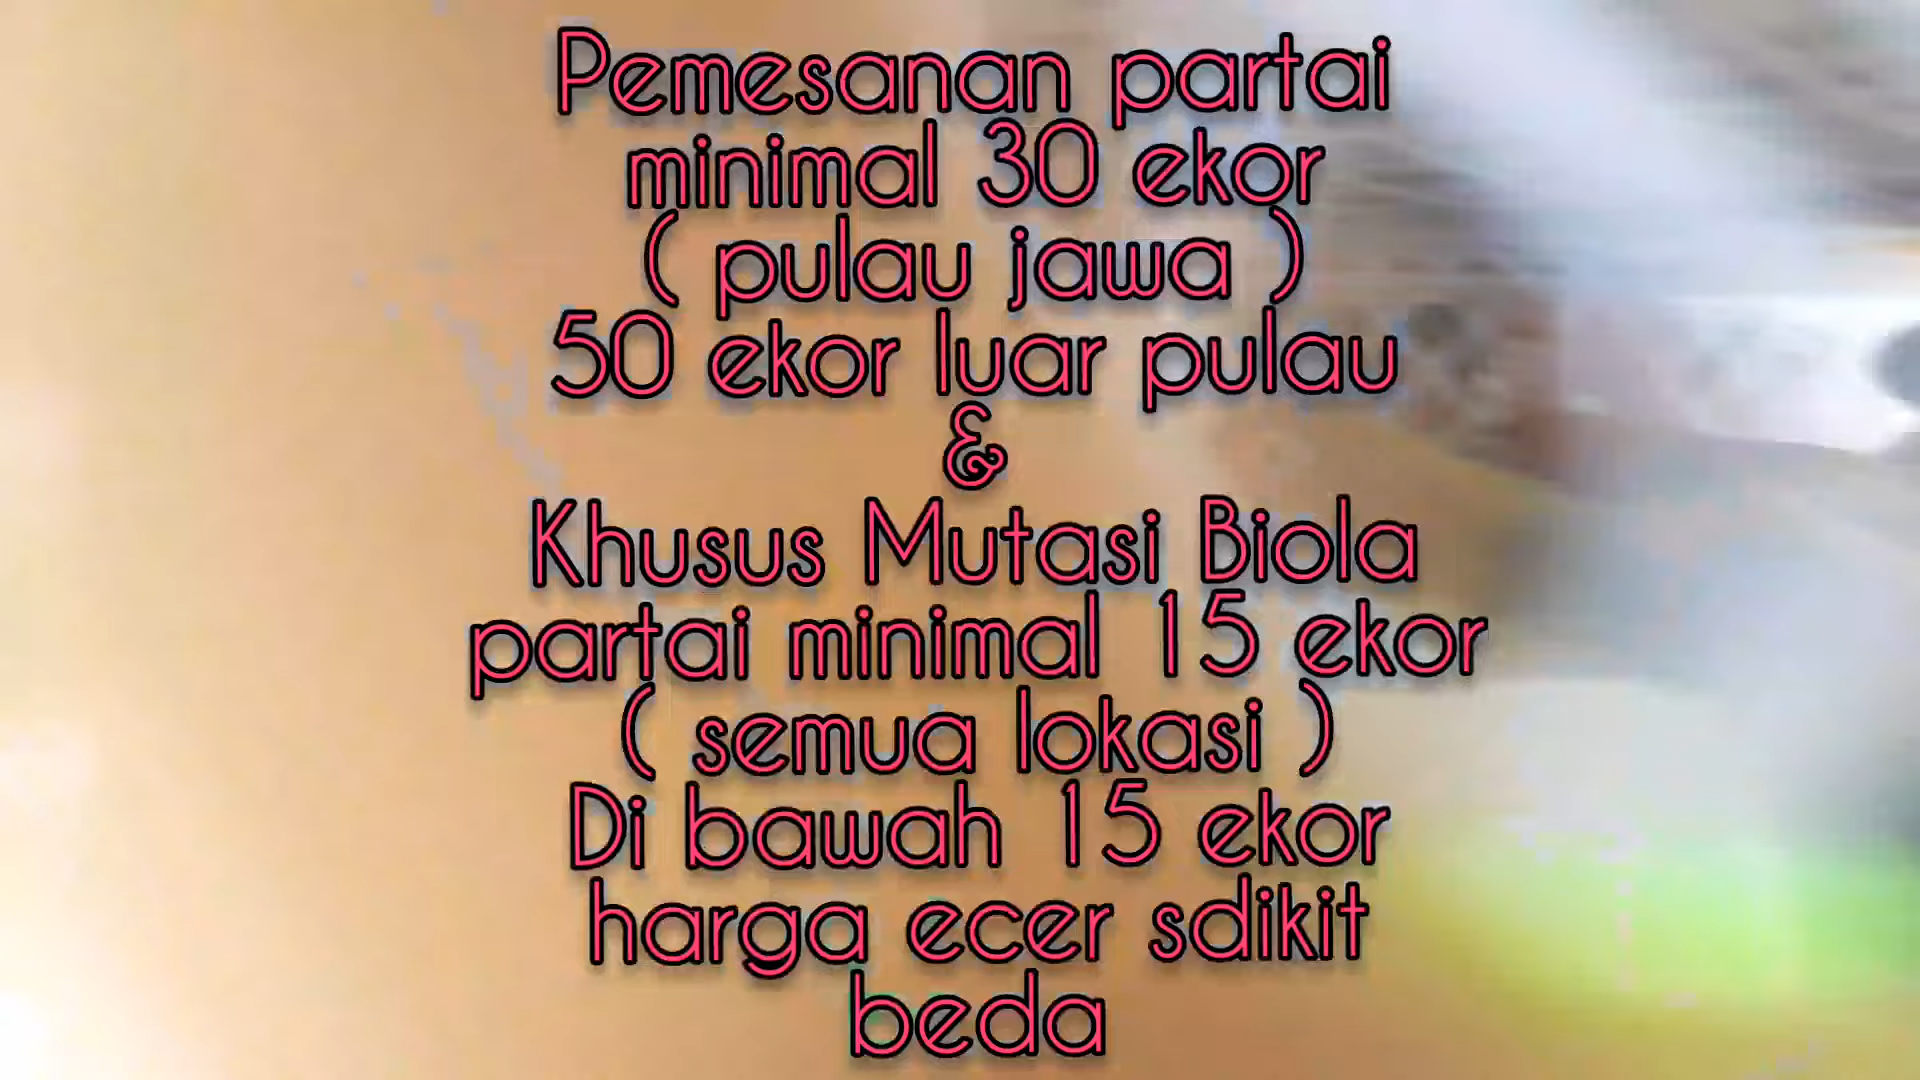 Pemesanan partai
minimal 30 ekor
( pulau jawa )
50 ekor luar pulau
&
Khusus Mutasi Biola
partai minimal 15 ekor
( semua lokasi )
Di bawah 15 ekor
harga ecer sdikit
beda